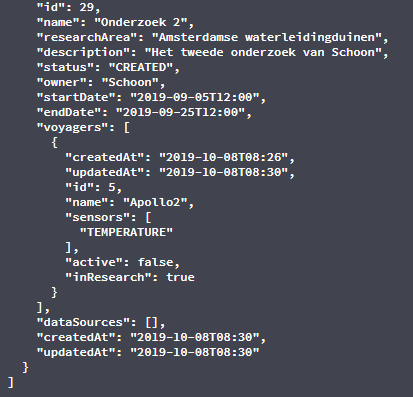 "id": 29,
"name": "Onderzoek 2",
"researchArea": "Amsterdamse waterleidingduinen",
"description": "Het tweede onderzoek van Schoon",
"status": "CREATED",
"owner": "Schoon",
"startDate": "2019-09-05T12:00",
"endDate": "2019-09-25T12:00",
"voyagers": [
{
"createdAt": "2019-10-08T08:26",
"updatedAt": "2019-10-08T08:30",
"id": 5,
"name": "Apollo2",
"sensors": [
"TEMPERATURE"
],
"active": false,
"inResearch": true
}
],
"dataSources": [],
"createdAt": "2019-10-08T08:30",
"updatedAt": "2019-10-08T08:30"
}
]